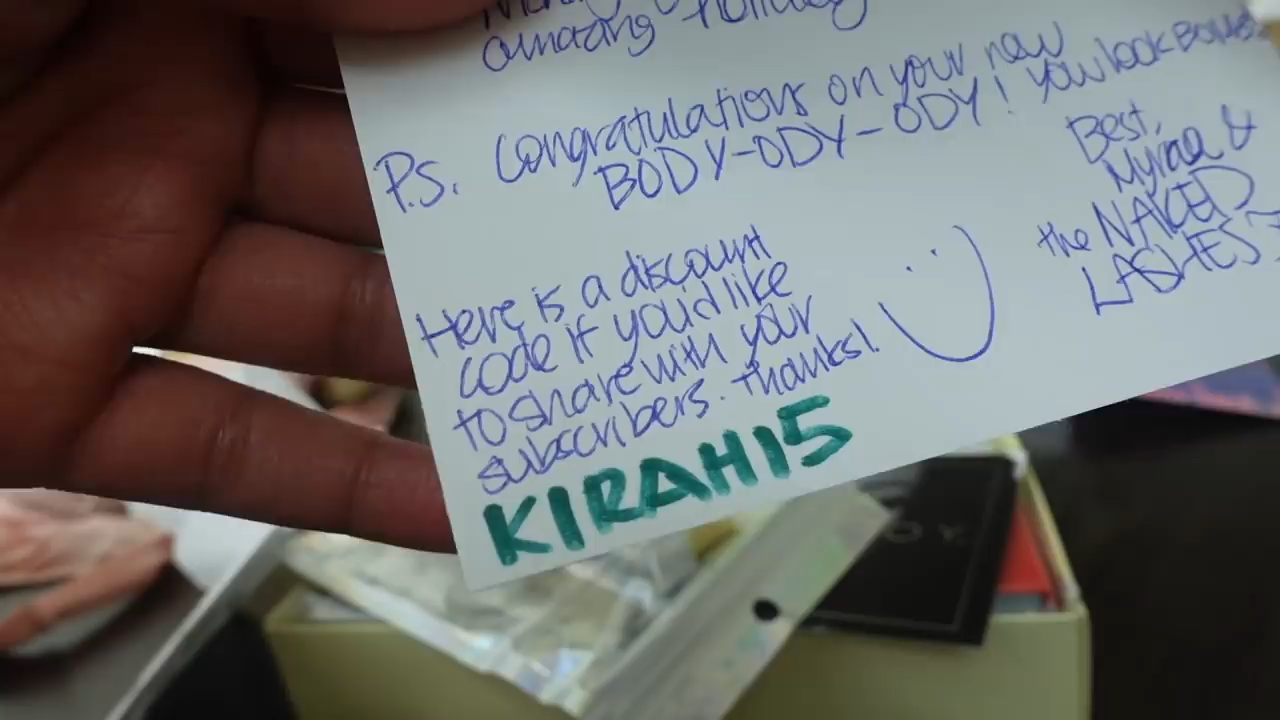 amazing holiday
P.S. Congratulations on your new
BODY-ODY-ODY! You look BOMB
Best,
Myraa &
the NAKED
LASHES
Here is a discount
code if you'd like
to share with your
subscribers. Thanks!
KIRAH15